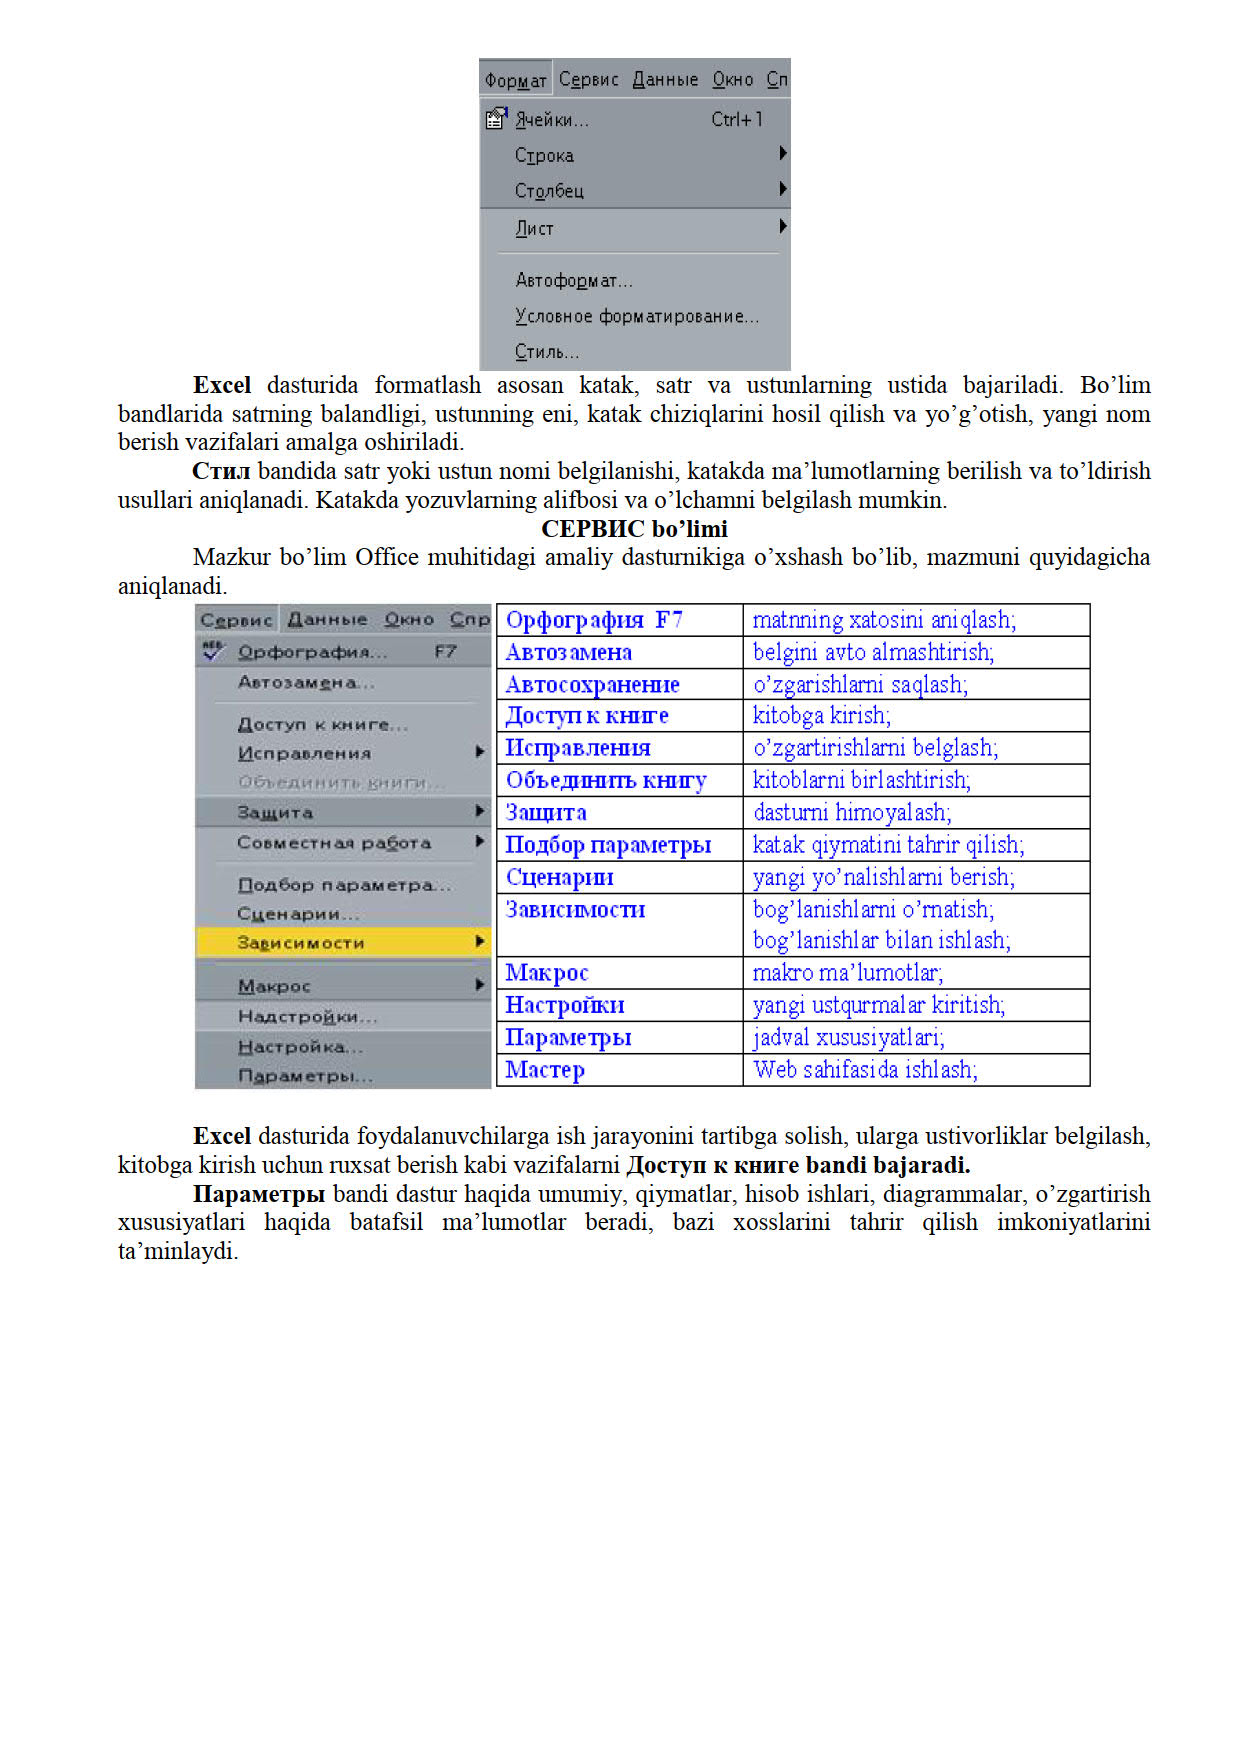 Формат Сервис Данные Окно Сп
Ячейки... Ctrl+1
Строка
Столбец
Лист
Автоформат...
Условное форматирование...
Стиль...
Excel dasturida formatlash asosan katak, satr va ustunlarning ustida bajariladi. Bo’lim
bandlarida satrning balandligi, ustunning eni, katak chiziqlarini hosil qilish va yo’g’otish, yangi nom
berish vazifalari amalga oshiriladi.
Стил bandida satr yoki ustun nomi belgilanishi, katakda ma’lumotlarning berilish va to’ldirish
usullari aniqlanadi. Katakda yozuvlarning alifbosi va o’lchamni belgilash mumkin.
СЕРВИС bo’limi
Mazkur bo’lim Office muhitidagi amaliy dasturnikiga o’xshash bo’lib, mazmuni quyidagicha
aniqlanadi.
Сервис Данные Окно Спр
Орфография... F7
Автозамена...
Доступ к книге...
Исправления
Объединить книги...
Защита
Совместная работа
Подбор параметра...
Сценарии...
Зависимости
Макрос
Надстройки...
Настройка...
Параметры...
Орфография F7 matnning xatosini aniqlash;
Автозамена belgini avto almashtirish;
Автосохранение o’zgarishlarni saqlash;
Доступ к книге kitobga kirish;
Исправления o’zgartirishlarni belglash;
Объединить книгу kitoblarni birlashtirish;
Защита dasturni himoyalash;
Подбор параметры katak qiymatini tahrir qilish;
Сценарии yangi yo’nalishlarni berish;
Зависимости bog’lanishlarni o’rnatish;
bog’lanishlar bilan ishlash;
Макрос makro ma’lumotlar;
Настройки yangi ustqurmalar kiritish;
Параметры jadval xususiyatlari;
Мастер Web sahifasida ishlash;
Excel dasturida foydalanuvchilarga ish jarayonini tartibga solish, ularga ustivorliklar belgilash,
kitobga kirish uchun ruxsat berish kabi vazifalarni Доступ к книге bandi bajaradi.
Параметры bandi dastur haqida umumiy, qiymatlar, hisob ishlari, diagrammalar, o’zgartirish
xususiyatlari haqida batafsil ma’lumotlar beradi, bazi xosslarini tahrir qilish imkoniyatlarini
ta’minlaydi.